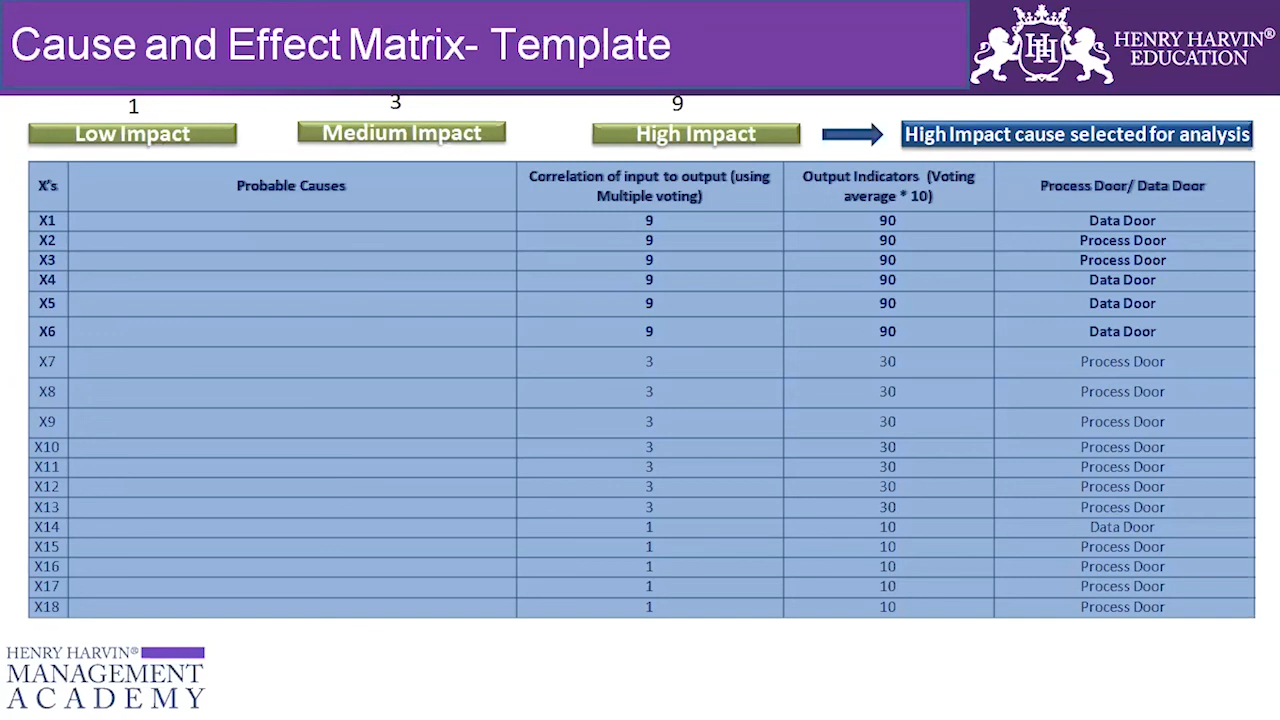 Cause and Effect Matrix- Template
HENRY HARVIN®
EDUCATION
1
3
9
Low Impact
Medium Impact
High Impact
High Impact cause selected for analysis
X's Probable Causes Correlation of input to output (using Multiple voting) Output Indicators (Voting average * 10) Process Door/ Data Door
X1 9 90 Data Door
X2 9 90 Process Door
X3 9 90 Process Door
X4 9 90 Data Door
X5 9 90 Data Door
X6 9 90 Data Door
X7 3 30 Process Door
X8 3 30 Process Door
X9 3 30 Process Door
X10 3 30 Process Door
X11 3 30 Process Door
X12 3 30 Process Door
X13 3 30 Process Door
X14 1 10 Data Door
X15 1 10 Process Door
X16 1 10 Process Door
X17 1 10 Process Door
X18 1 10 Process Door
HENRY HARVIN®
MANAGEMENT
ACADEMY